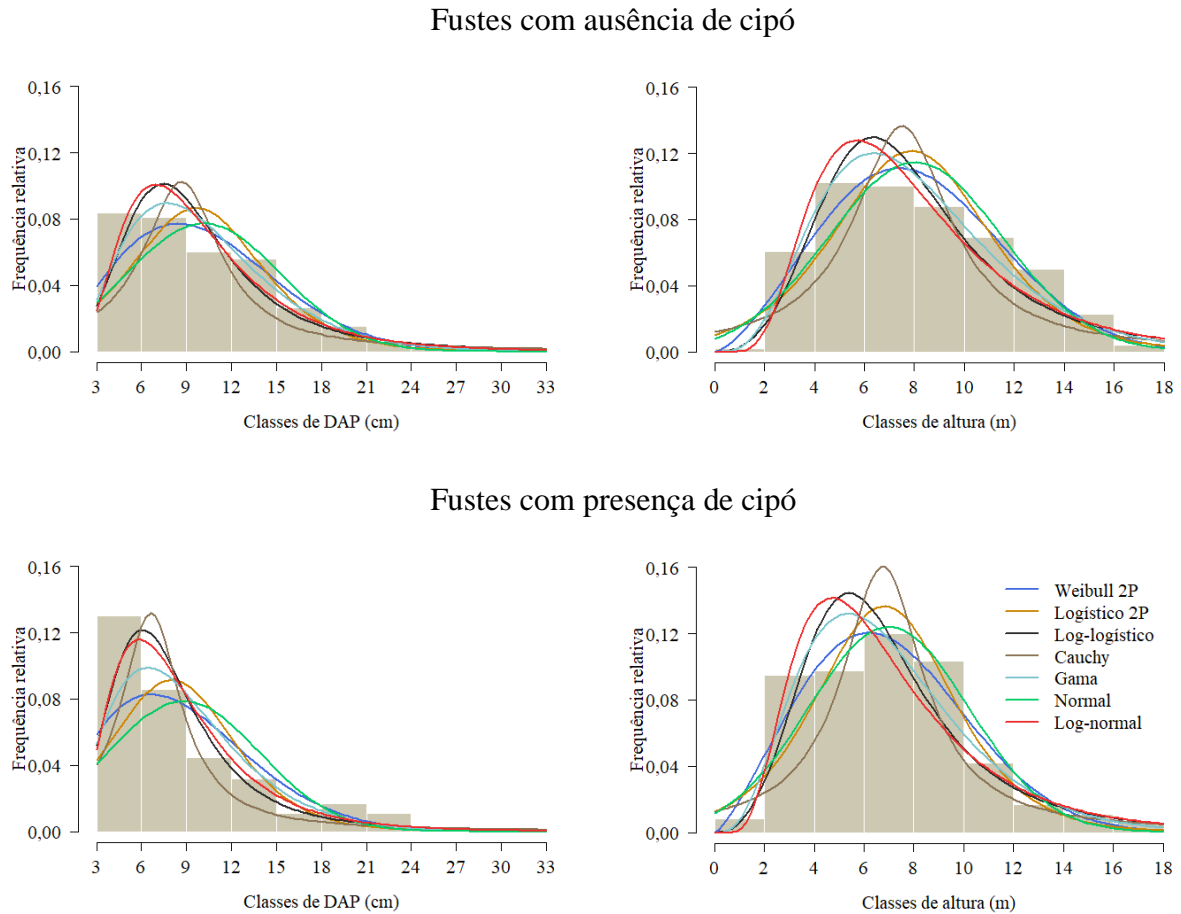 Fustes com ausência de cipó
Frequência relativa
0,16
0,12
0,08
0,04
0,00
3 6 9 12 15 18 21 24 27 30 33
Classes de DAP (cm)
Frequência relativa
0,16
0,12
0,08
0,04
0,00
0 2 4 6 8 10 12 14 16 18
Classes de altura (m)
Fustes com presença de cipó
Frequência relativa
0,16
0,12
0,08
0,04
0,00
3 6 9 12 15 18 21 24 27 30 33
Classes de DAP (cm)
Frequência relativa
0,16
0,12
0,08
0,04
0,00
0 2 4 6 8 10 12 14 16 18
Classes de altura (m)
Weibull 2P
Logístico 2P
Log-logístico
Cauchy
Gama
Normal
Log-normal